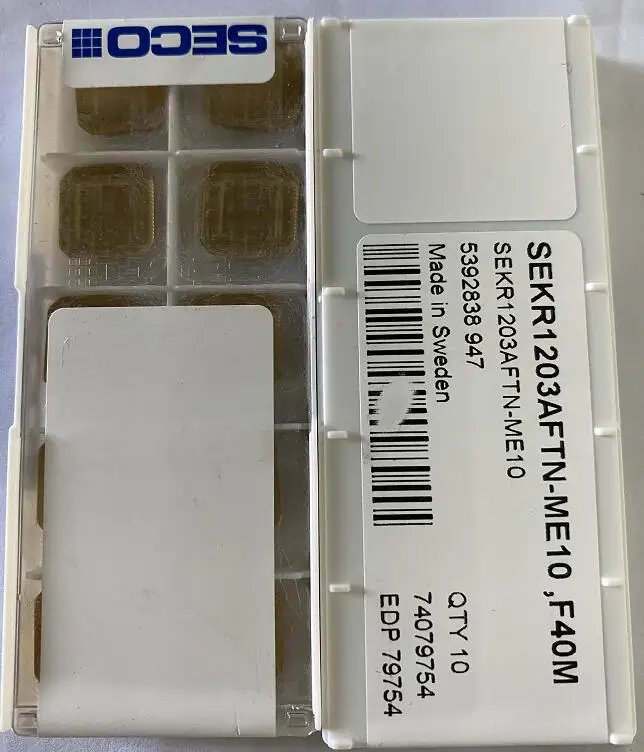 SECO
SEKR1203AFTN-ME10 ,F40M
SEKR1203AFTN-ME10
5392838 947
Made in Sweden
QTY 10
74079754
EDP 79754